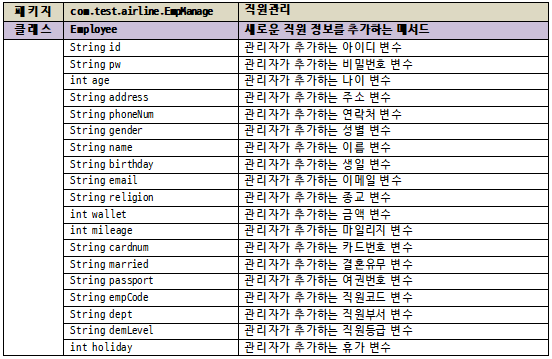 패키지 com.test.airline.EmpManage 직원관리
클래스 Employee 새로운 직원 정보를 추가하는 메서드
String id 관리자가 추가하는 아이디 변수
String pw 관리자가 추가하는 비밀번호 변수
int age 관리자가 추가하는 나이 변수
String address 관리자가 추가하는 주소 변수
String phoneNum 관리자가 추가하는 연락처 변수
String gender 관리자가 추가하는 성별 변수
String name 관리자가 추가하는 이름 변수
String birthday 관리자가 추가하는 생일 변수
String email 관리자가 추가하는 이메일 변수
String religion 관리자가 추가하는 종교 변수
int wallet 관리자가 추가하는 금액 변수
int mileage 관리자가 추가하는 마일리지 변수
String cardnum 관리자가 추가하는 카드번호 변수
String married 관리자가 추가하는 결혼유무 변수
String passport 관리자가 추가하는 여권번호 변수
String empCode 관리자가 추가하는 직원코드 변수
String dept 관리자가 추가하는 직원부서 변수
String demLevel 관리자가 추가하는 직원등급 변수
int holiday 관리자가 추가하는 휴가 변수